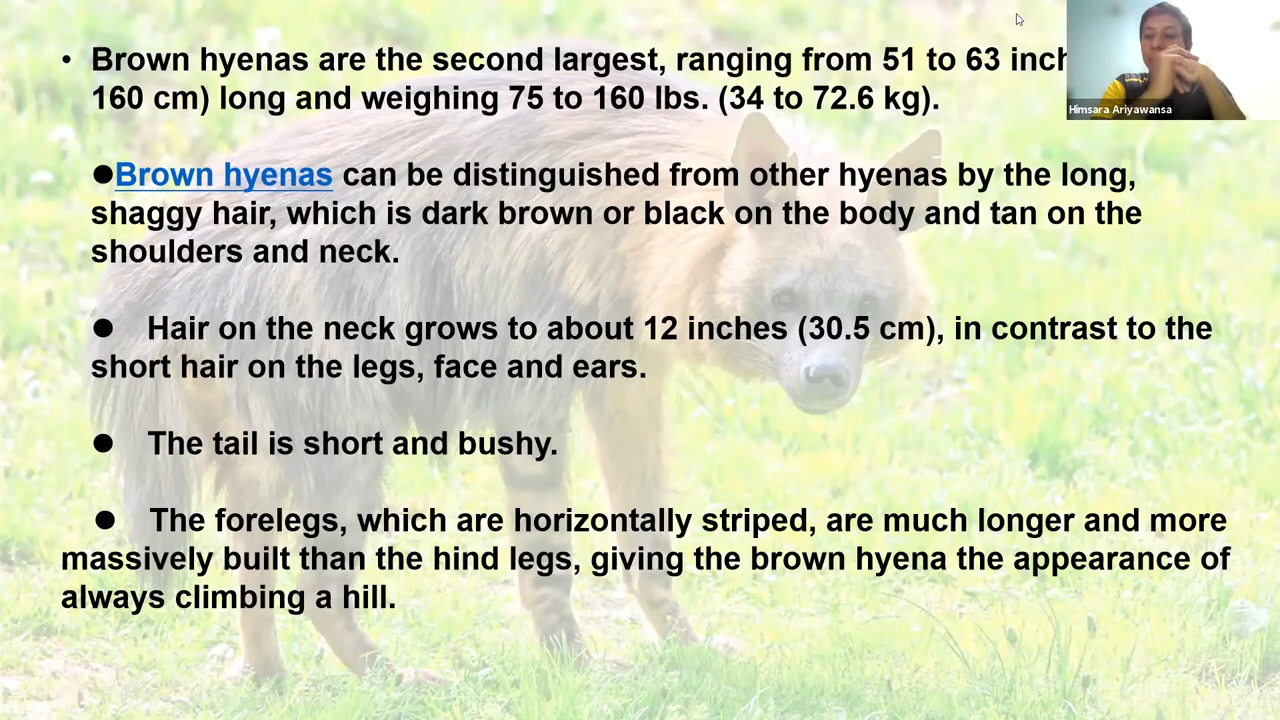 • Brown hyenas are the second largest, ranging from 51 to 63
160 cm) long and weighing 75 to 160 lbs. (34 to 72.6 kg).
●Brown hyenas can be distinguished from other hyenas by the long,
shaggy hair, which is dark brown or black on the body and tan on the
shoulders and neck.
● Hair on the neck grows to about 12 inches (30.5 cm), in contrast to the
short hair on the legs, face and ears.
● The tail is short and bushy.
● The forelegs, which are horizontally striped, are much longer and more
massively built than the hind legs, giving the brown hyena the appearance of
always climbing a hill.
Himsara Ariyawansa